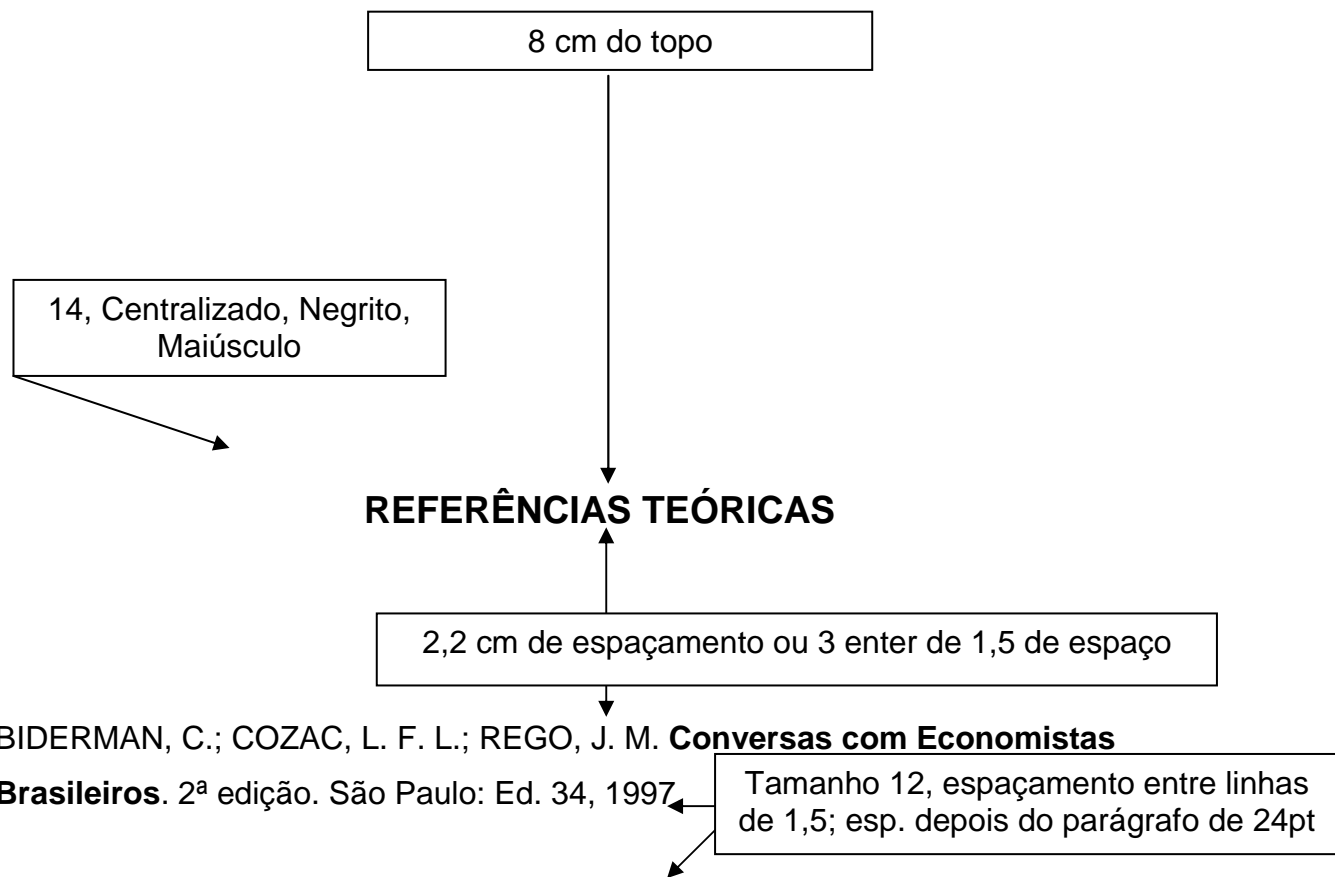 8 cm do topo
14, Centralizado, Negrito,
Maiúsculo
REFERÊNCIAS TEÓRICAS
2,2 cm de espaçamento ou 3 enter de 1,5 de espaço
BIDERMAN, C.; COZAC, L. F. L.; REGO, J. M. Conversas com Economistas
Brasileiros. 2ª edição. São Paulo: Ed. 34, 1997
Tamanho 12, espaçamento entre linhas
de 1,5; esp. depois do parágrafo de 24pt